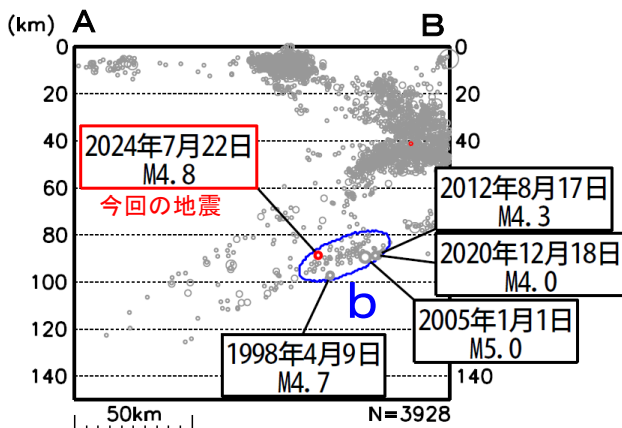 (km)
A
B
0
0
20
20
40
40
60
60
80
100
120
140
140
2024年7月22日
M4.8
今回の地震
2012年8月17日
M4.3
2020年12月18日
M4.0
2005年1月1日
M5.0
1998年4月9日
M4.7
b
50km
N=3928